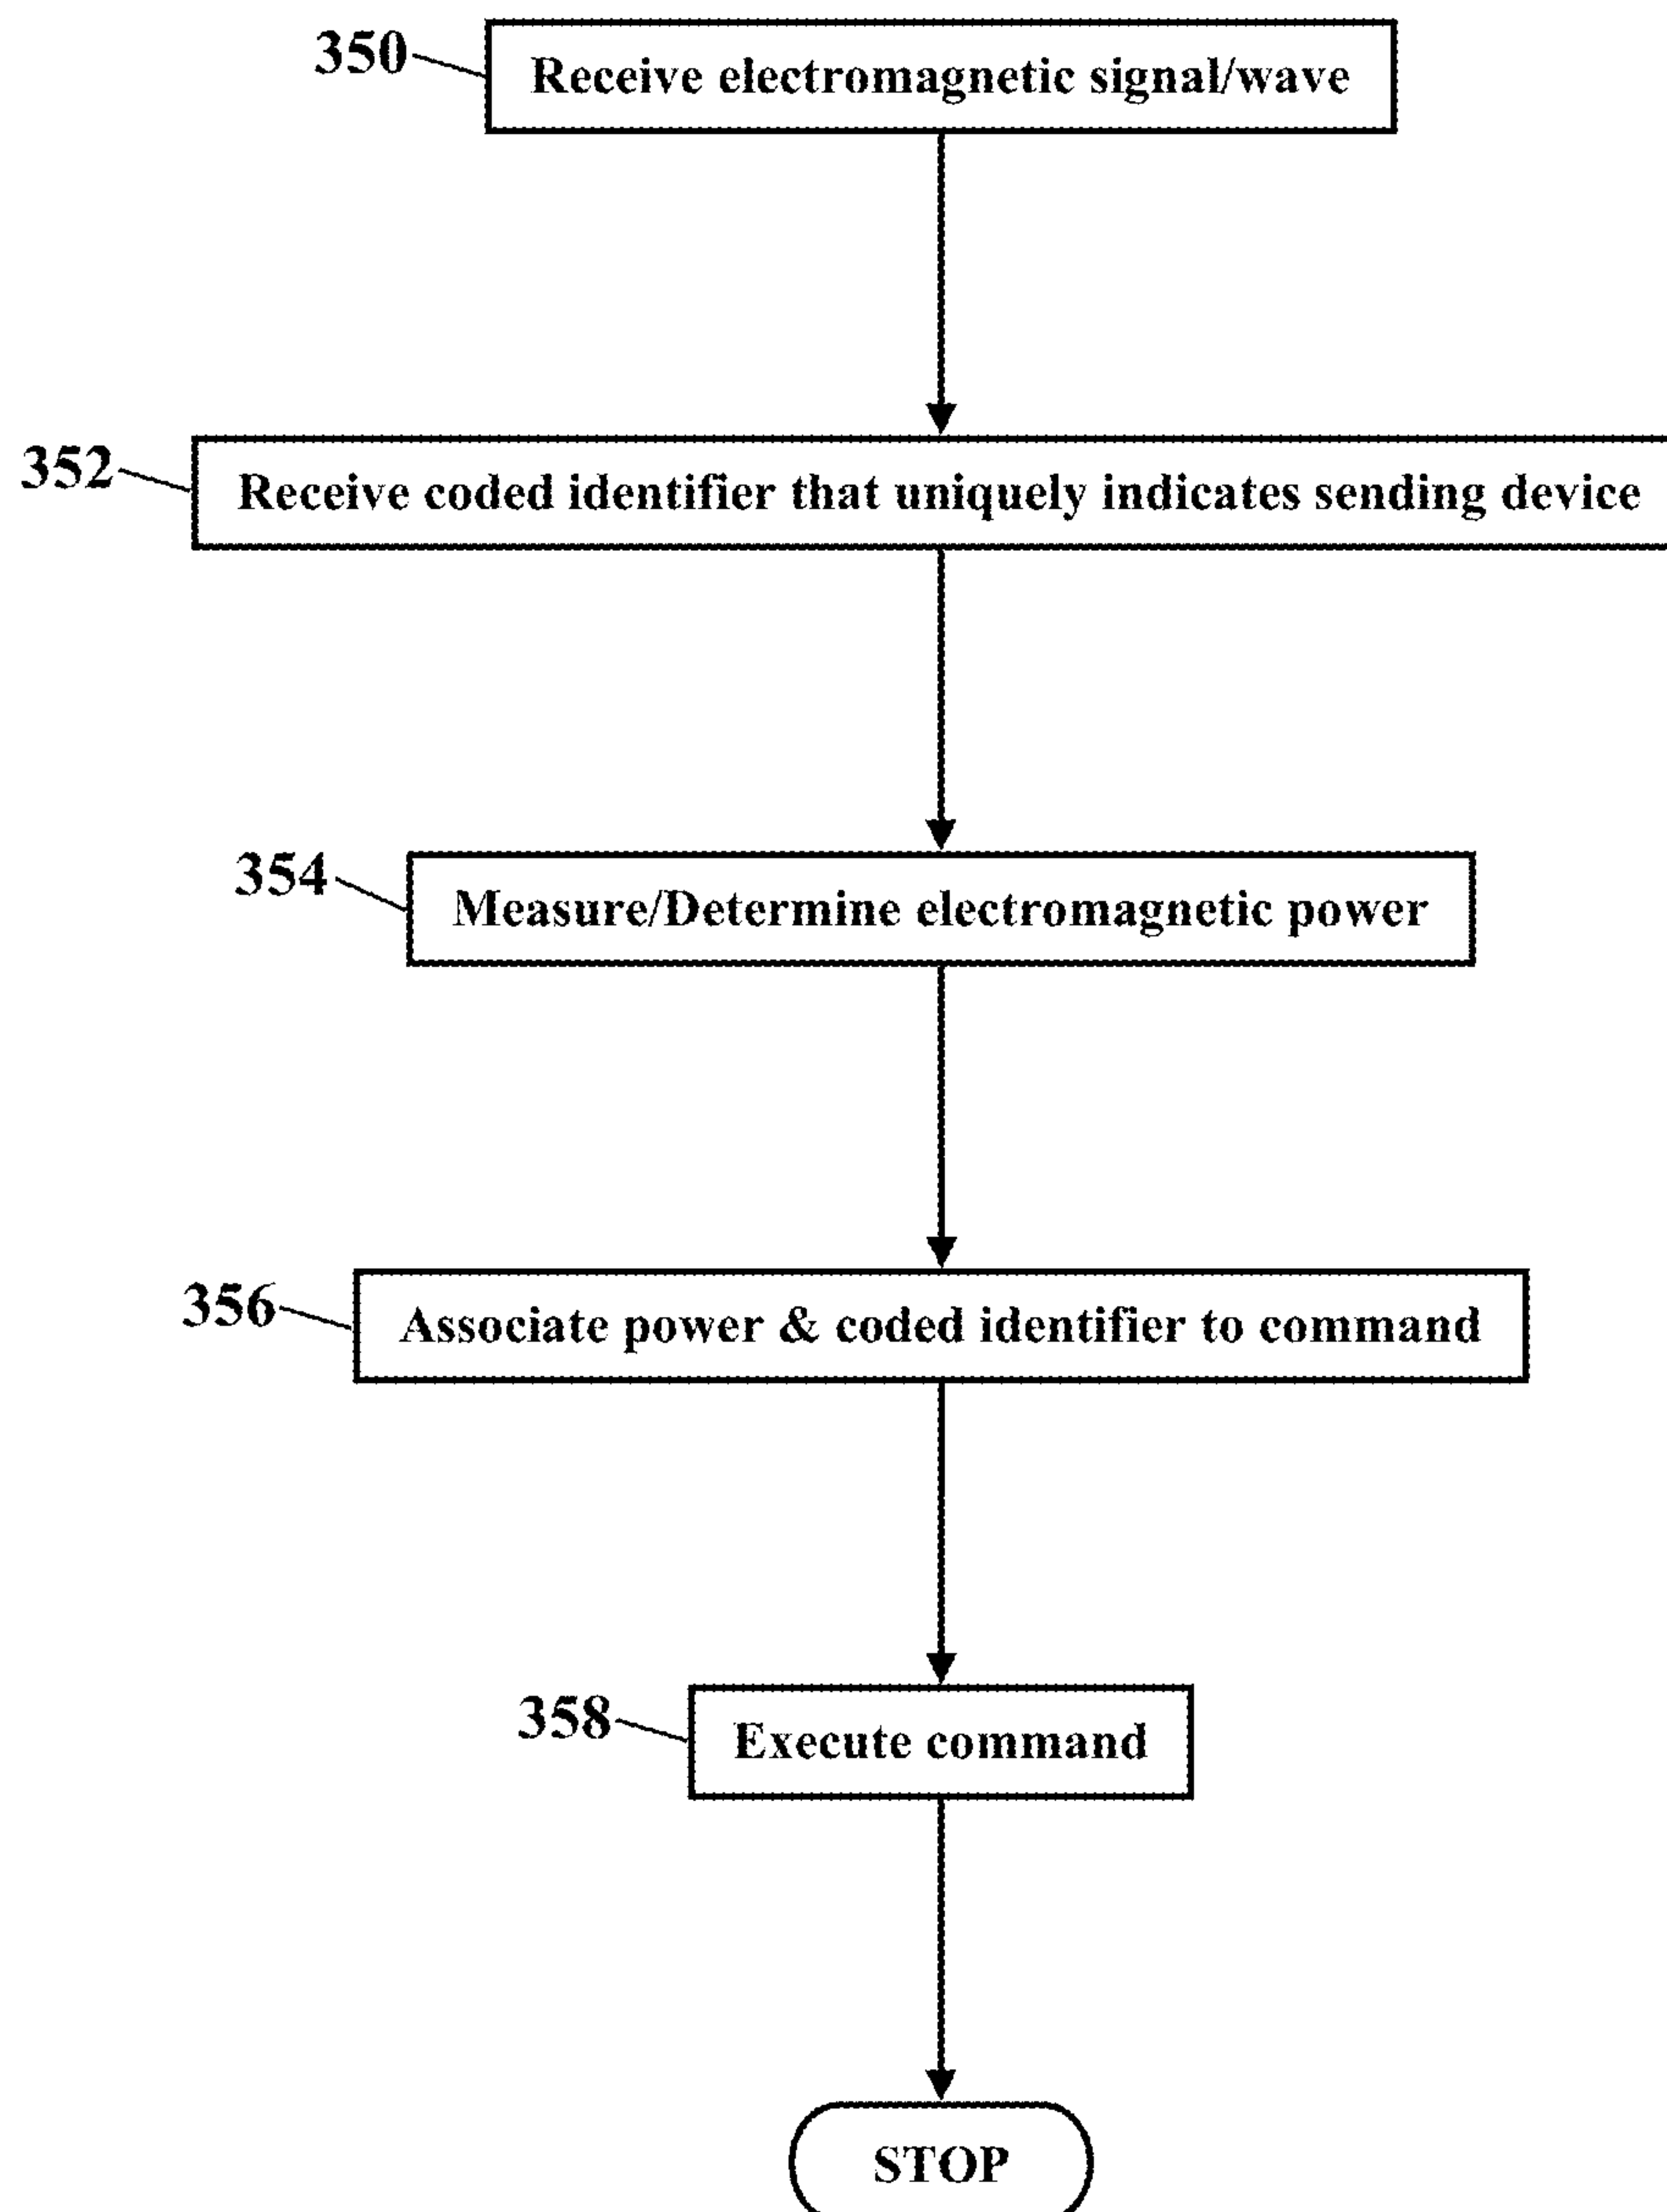 350 Receive electromagnetic signal/wave
352 Receive coded identifier that uniquely indicates sending device
354 Measure/Determine electromagnetic power
356 Associate power & coded identifier to command
358 Execute command
STOP